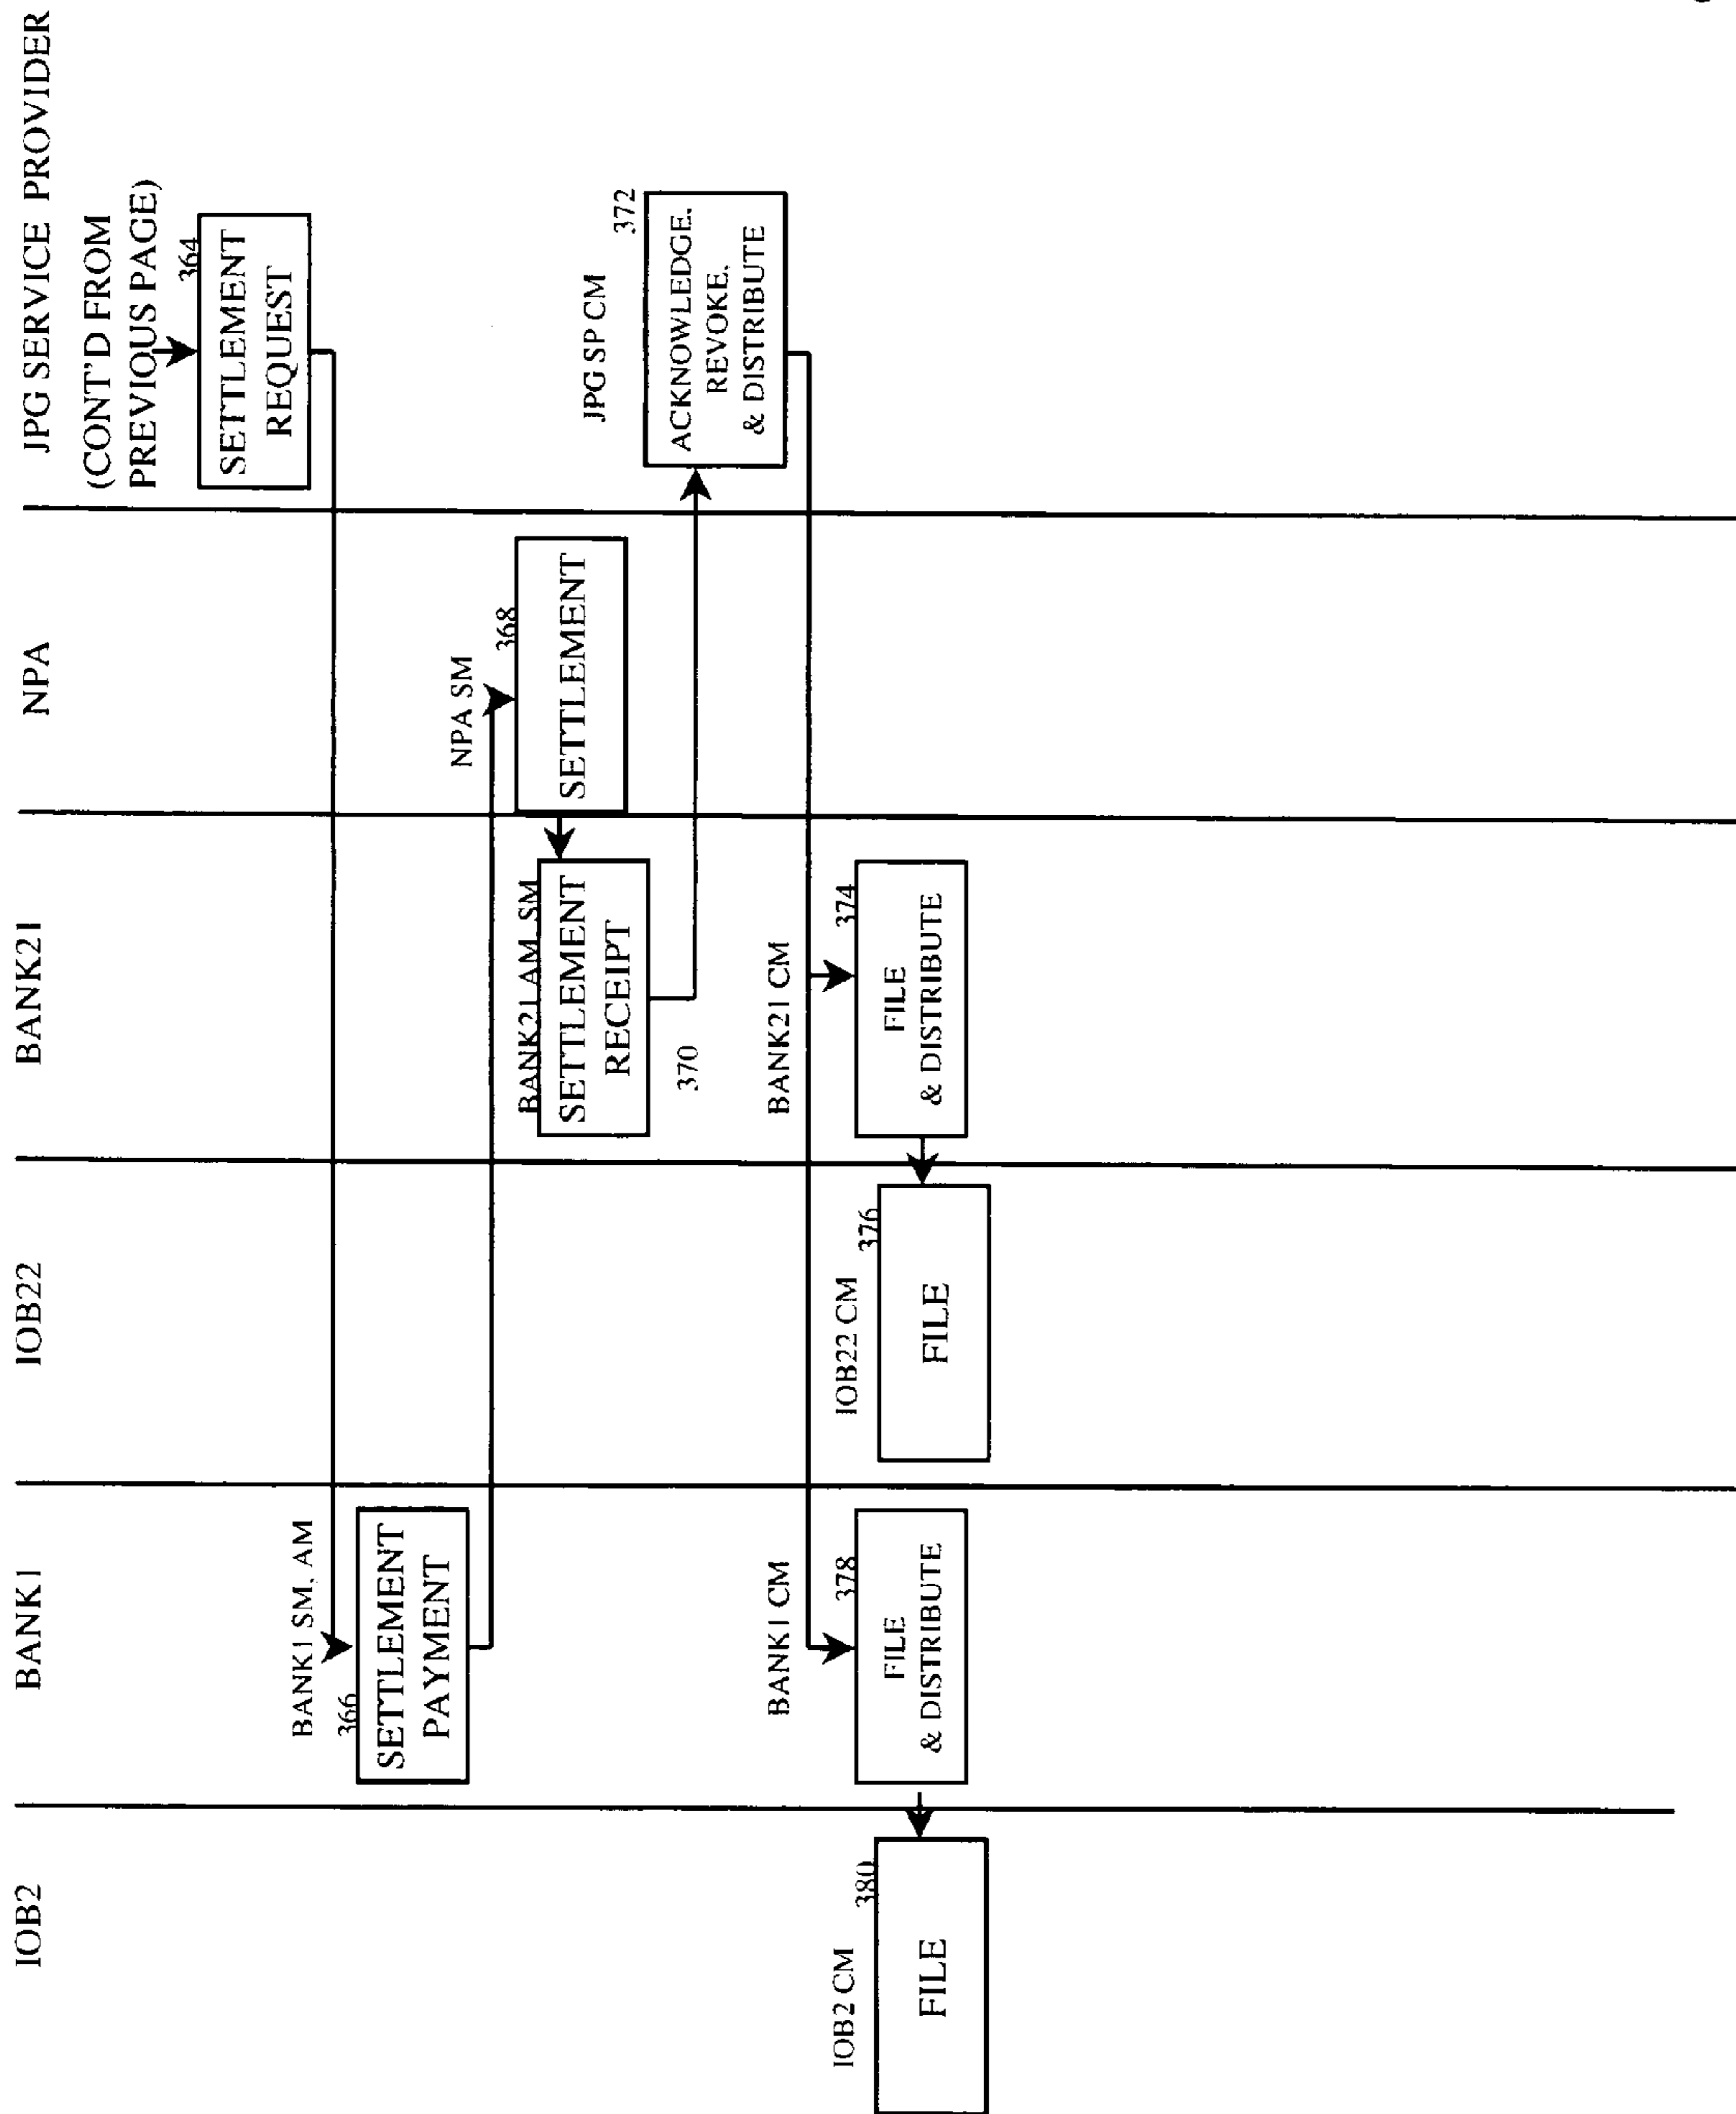 IOB2
BANK1
IOB22
BANK21
NPA
JPG SERVICE PROVIDER
(CONT'D FROM
PREVIOUS PAGE)
364
SETTLEMENT
REQUEST
BANK1 SM, AM
366
SETTLEMENT
PAYMENT
NPA SM
368
SETTLEMENT
BANK21 AM, SM
SETTLEMENT
RECEIPT
370
JPG SP CM
372
ACKNOWLEDGE,
REVOKE,
& DISTRIBUTE
BANK21 CM
374
FILE
& DISTRIBUTE
IOB22 CM
376
FILE
BANK1 CM
378
FILE
& DISTRIBUTE
IOB2 CM
380
FILE